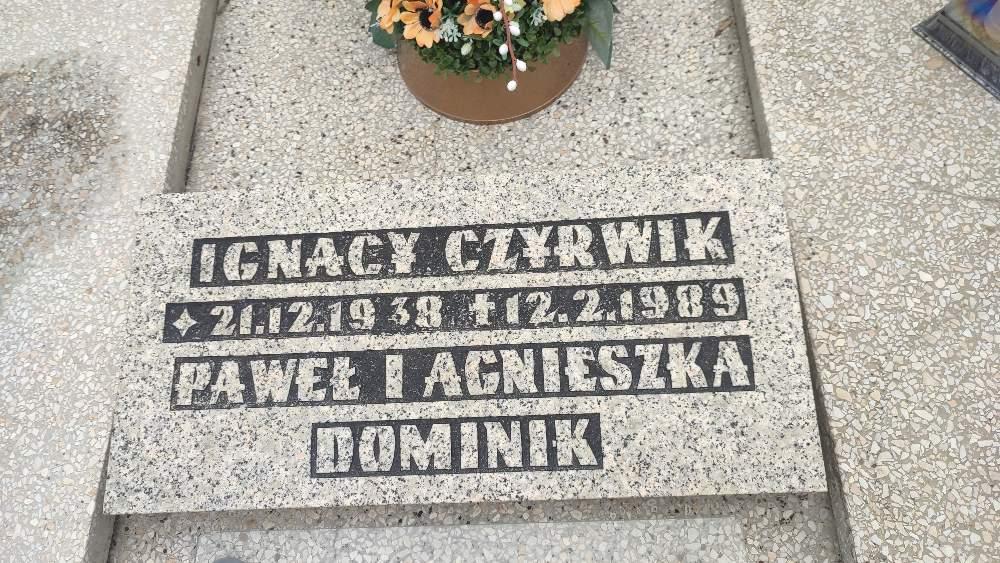 IGNACY CZYRWIK
✦ 21.12.1938 ✝12.2.1989
PAWEŁ I AGNIESZKA
DOMINIK